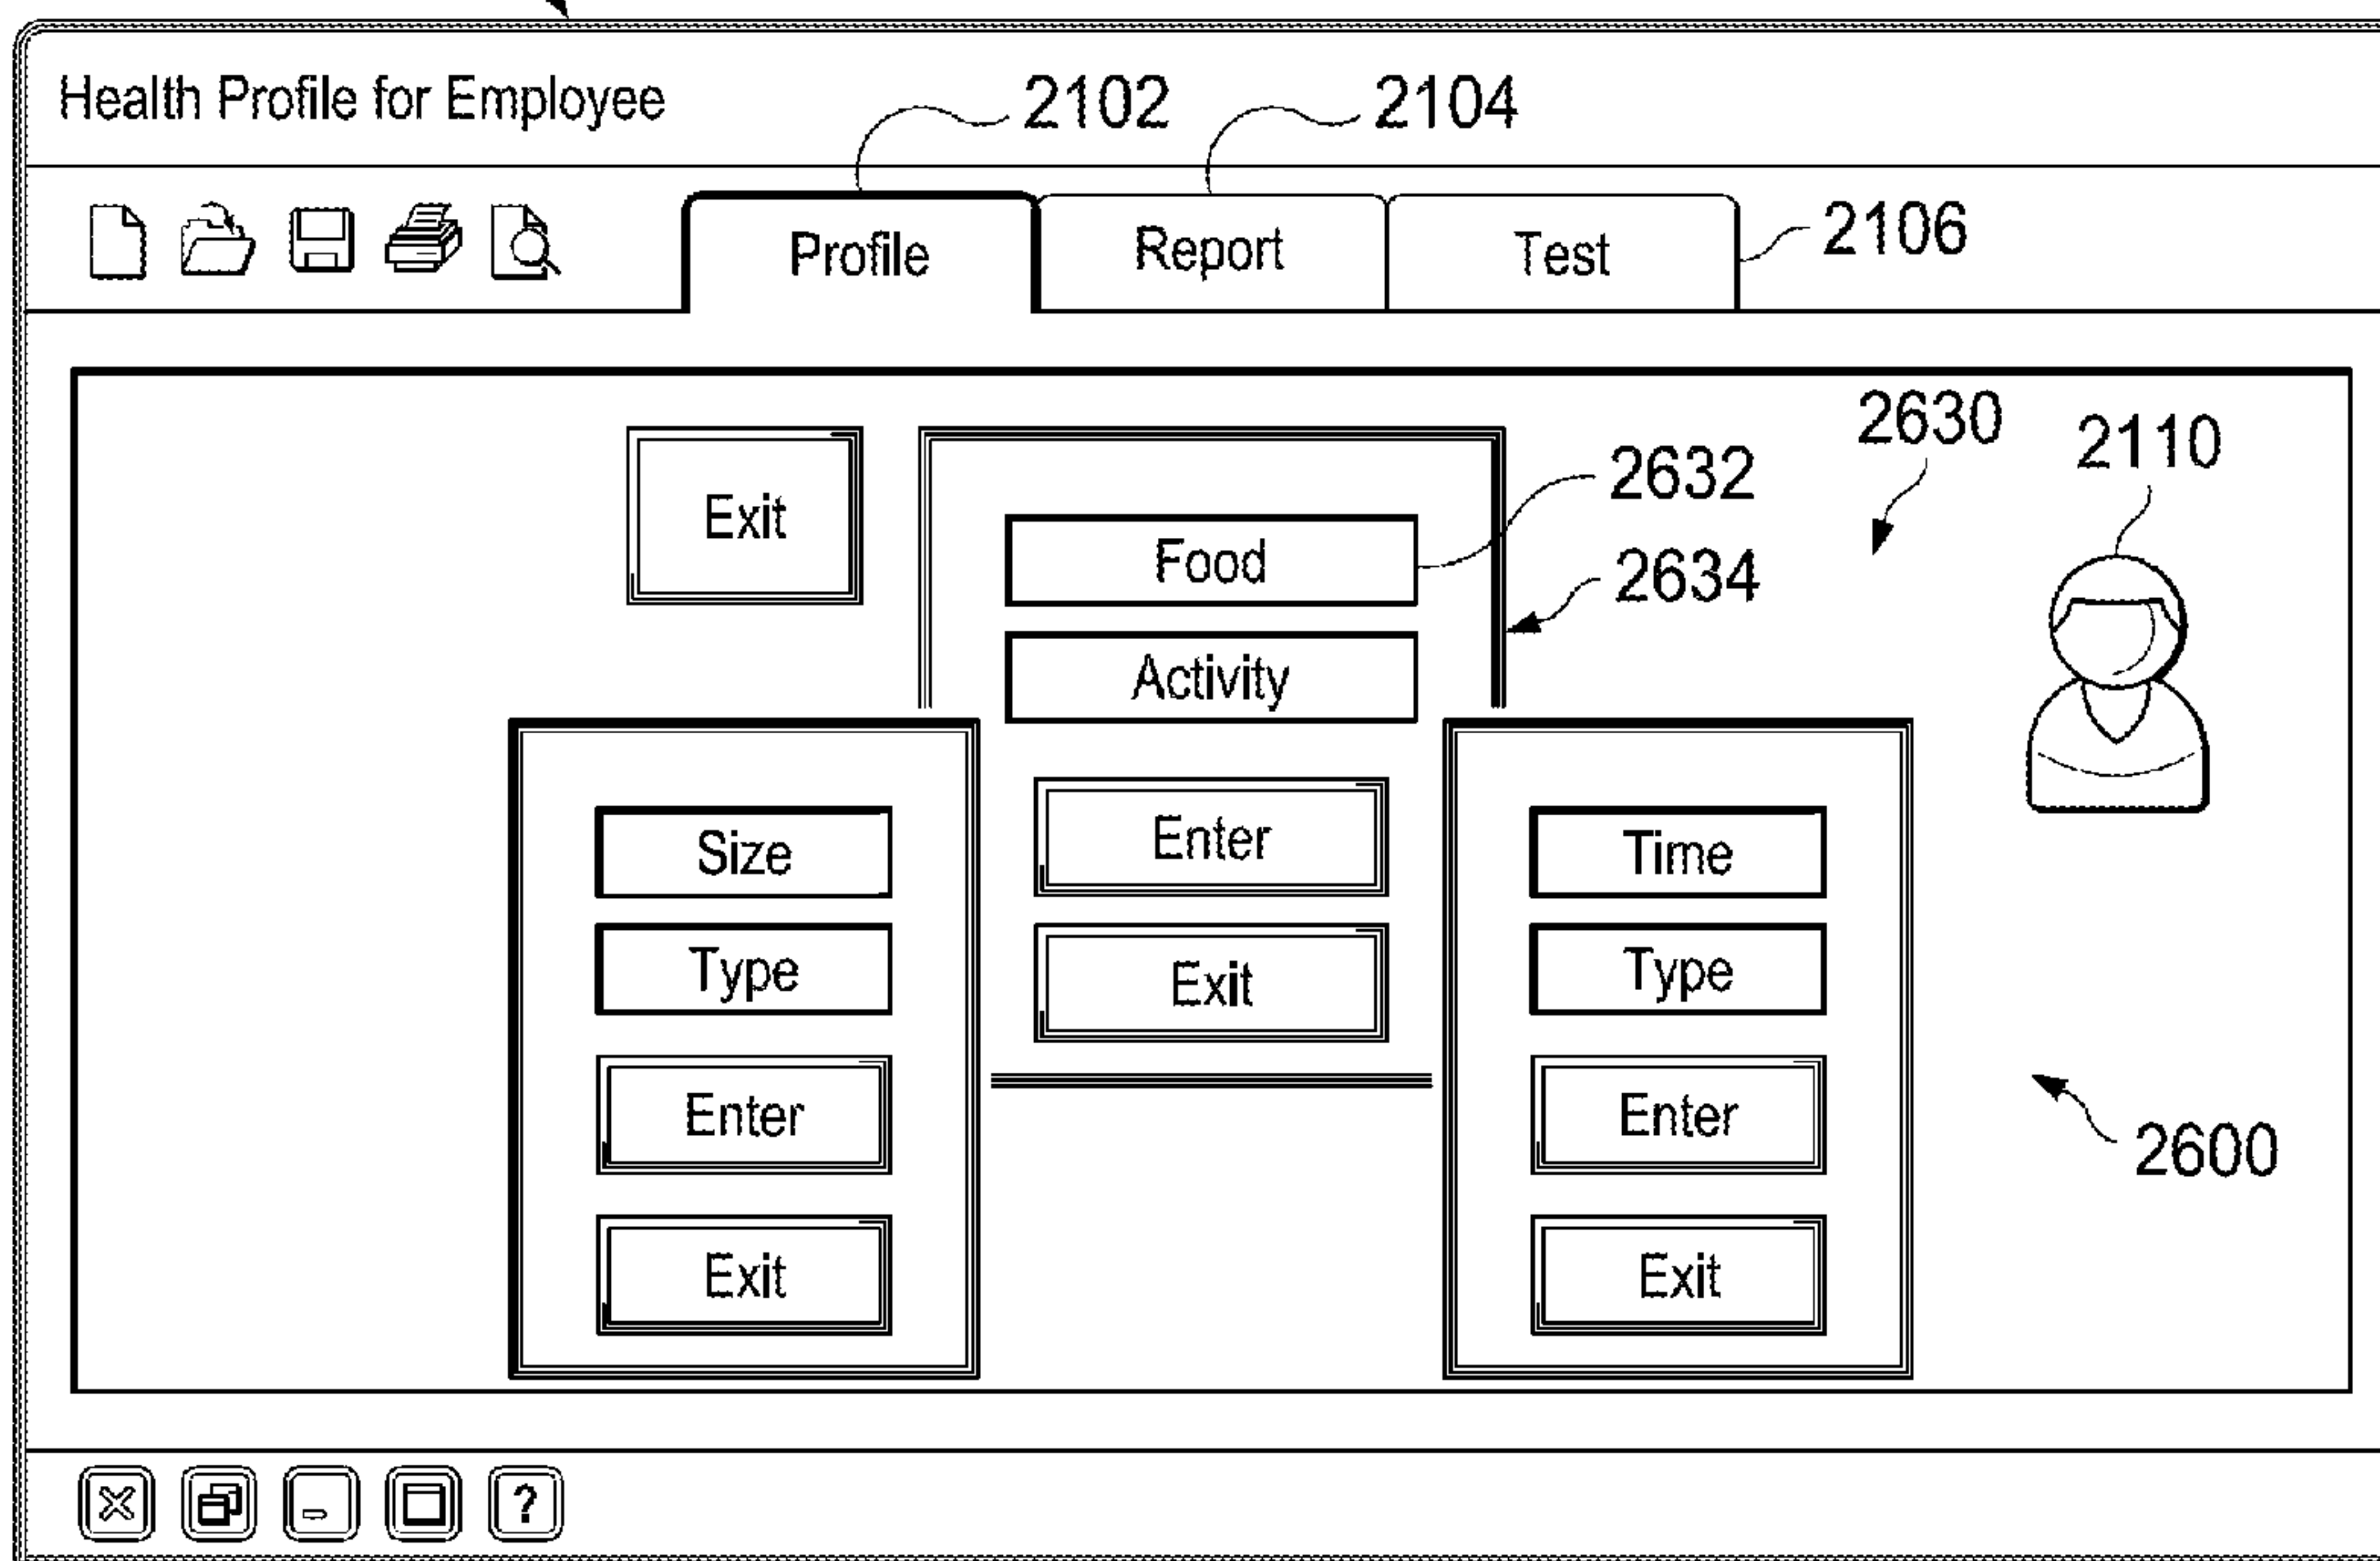 Health Profile for Employee
2102
2104
Profile
Report
Test
2106
Exit
Food
Activity
Enter
Exit
2632
2634
2630
2110
Size
Type
Enter
Exit
Time
Type
Enter
Exit
2600
?